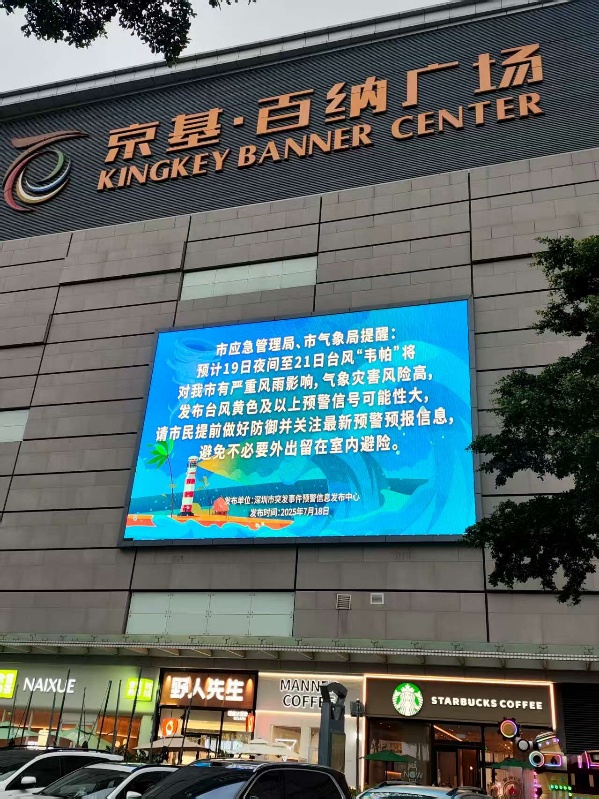 京基·百纳广场
KINGKEY BANNER CENTER
市应急管理局、市气象局提醒：
预计19日夜间至21日台风“韦帕”将
对我市有严重风雨影响，气象灾害风险高，
发布台风黄色及以上预警信号可能性大，
请市民提前做好防御并关注最新预警预报信息，
避免不必要外出留在室内避险。
发布单位：深圳市突发事件预警信息发布中心
发布时间：2025年7月18日
NAIXUE
野人先生
MANNER
COFFEE
STARBUCKS COFFEE